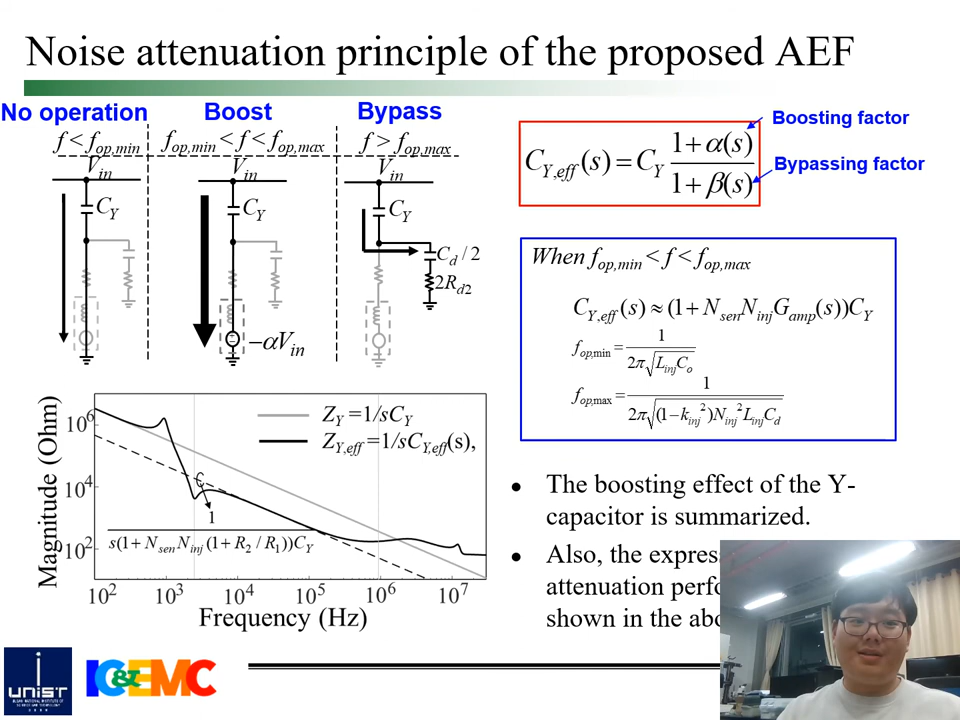 Noise attenuation principle of the proposed AEF
No operation
Boost
Bypass
f < f_op,min
f_op,min < f < f_op,max
f > f_op,max
V_in
V_in
V_in
C_Y
C_Y
C_Y
C_d / 2
2R_d2
−αV_in
C_Y,eff(s) = C_Y (1+α(s)) / (1+β(s))
Boosting factor
Bypassing factor
When f_op,min < f < f_op,max
C_Y,eff(s) ≈ (1 + N_sen N_inj G_amp(s))C_Y
f_op,min = 1 / (2π√(L_inj C_o))
f_op,max = 1 / (2π√((1−k_inj²)N_inj² L_inj C_d))
Magnitude (Ohm)
10⁶
10⁴
10²
Z_Y =1/sC_Y
Z_Y,eff =1/sC_Y,eff(s),
1
s(1+N_sen N_inj (1+R_2 / R_1))C_Y
10² 10³ 10⁴ 10⁵ 10⁶ 10⁷
Frequency (Hz)
• The boosting effect of the Y-
capacitor is summarized.
• Also, the
attenuation
shown in the
UNIST
IC&EMC